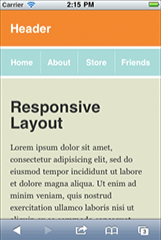 Carrier 2:15 PM
Header
Home About Store Friends
Responsive
Layout
Lorem ipsum dolor sit amet,
consectetur adipisicing elit, sed do
eiusmod tempor incididunt ut labore
et dolore magna aliqua. Ut enim ad
minim veniam, quis nostrud
exercitation ullamco laboris nisi ut